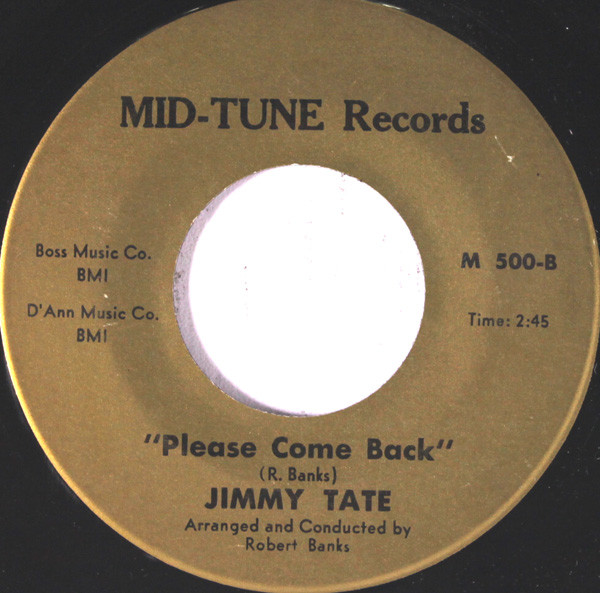 MID-TUNE Records
Boss Music Co.
BMI
D'Ann Music Co.
BMI
M 500-B
Time: 2:45
"Please Come Back"
(R. Banks)
JIMMY TATE
Arranged and Conducted by
Robert Banks